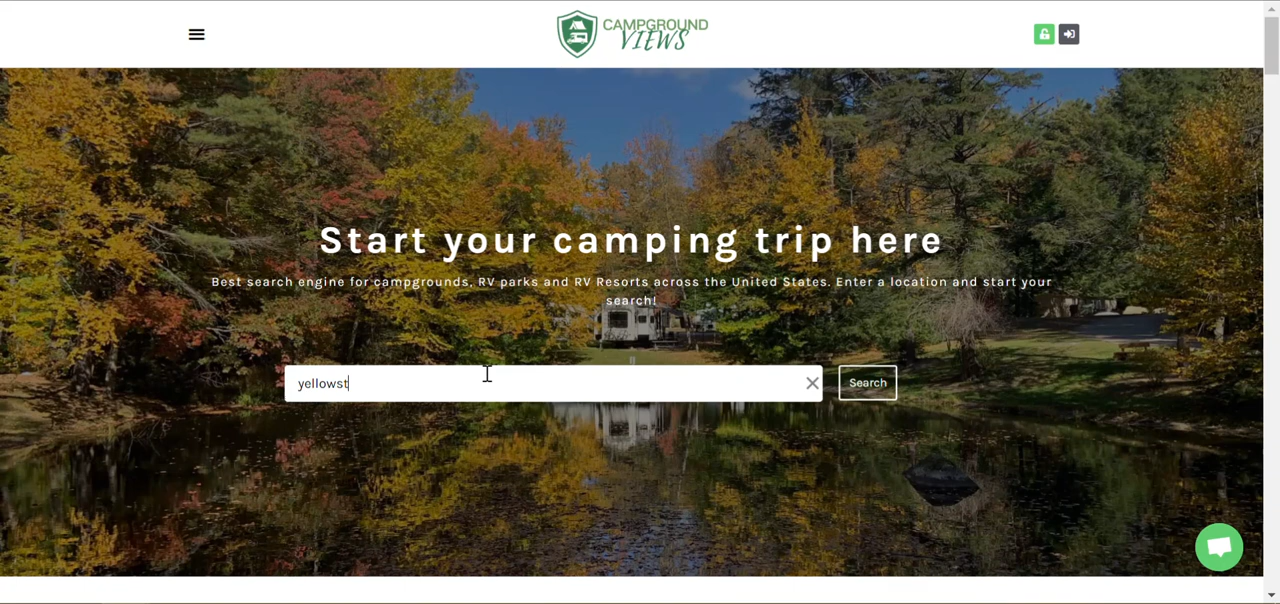 CAMPGROUND
VIEWS
Start your camping trip here
Best search engine for campgrounds, RV parks and RV Resorts across the United States. Enter a location and start your
search!
yellowst
Search